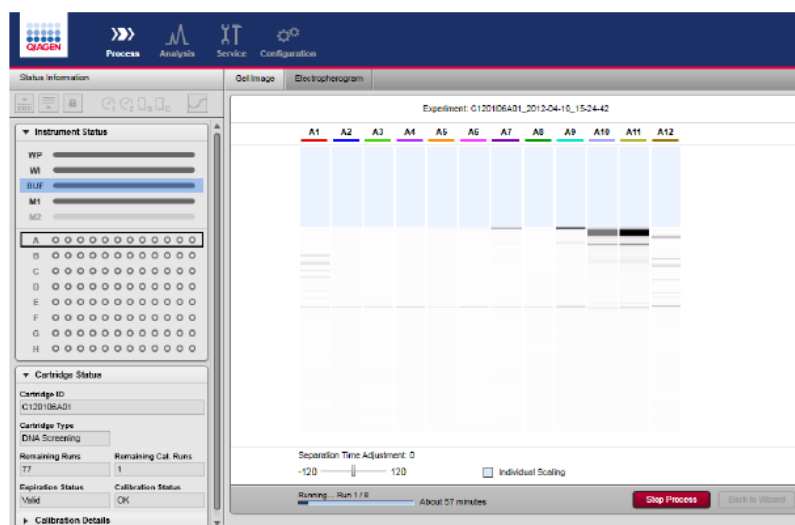 QIAGEN
Process Analysis Service Configuration
Status Information
Gel Image Electropherogram
Experiment: C120106A01_2012-04-10_15-24-42
Instrument Status
A1 A2 A3 A4 A5 A6 A7 A8 A9 A10 A11 A12
WP
WI
BUF
M1
M2
A
B
C
D
E
F
G
H
Cartridge Status
Cartridge ID
C120106A01
Cartridge Type
DNA Screening
Remaining Runs Remaining Cal. Runs
77 1
Expiration Status Calibration Status
Valid OK
Calibration Details
Separation Time Adjustment: 0
-120 120 Individual Scaling
Running... Run 1 / 8 About 57 minutes Stop Process Back to Wizard